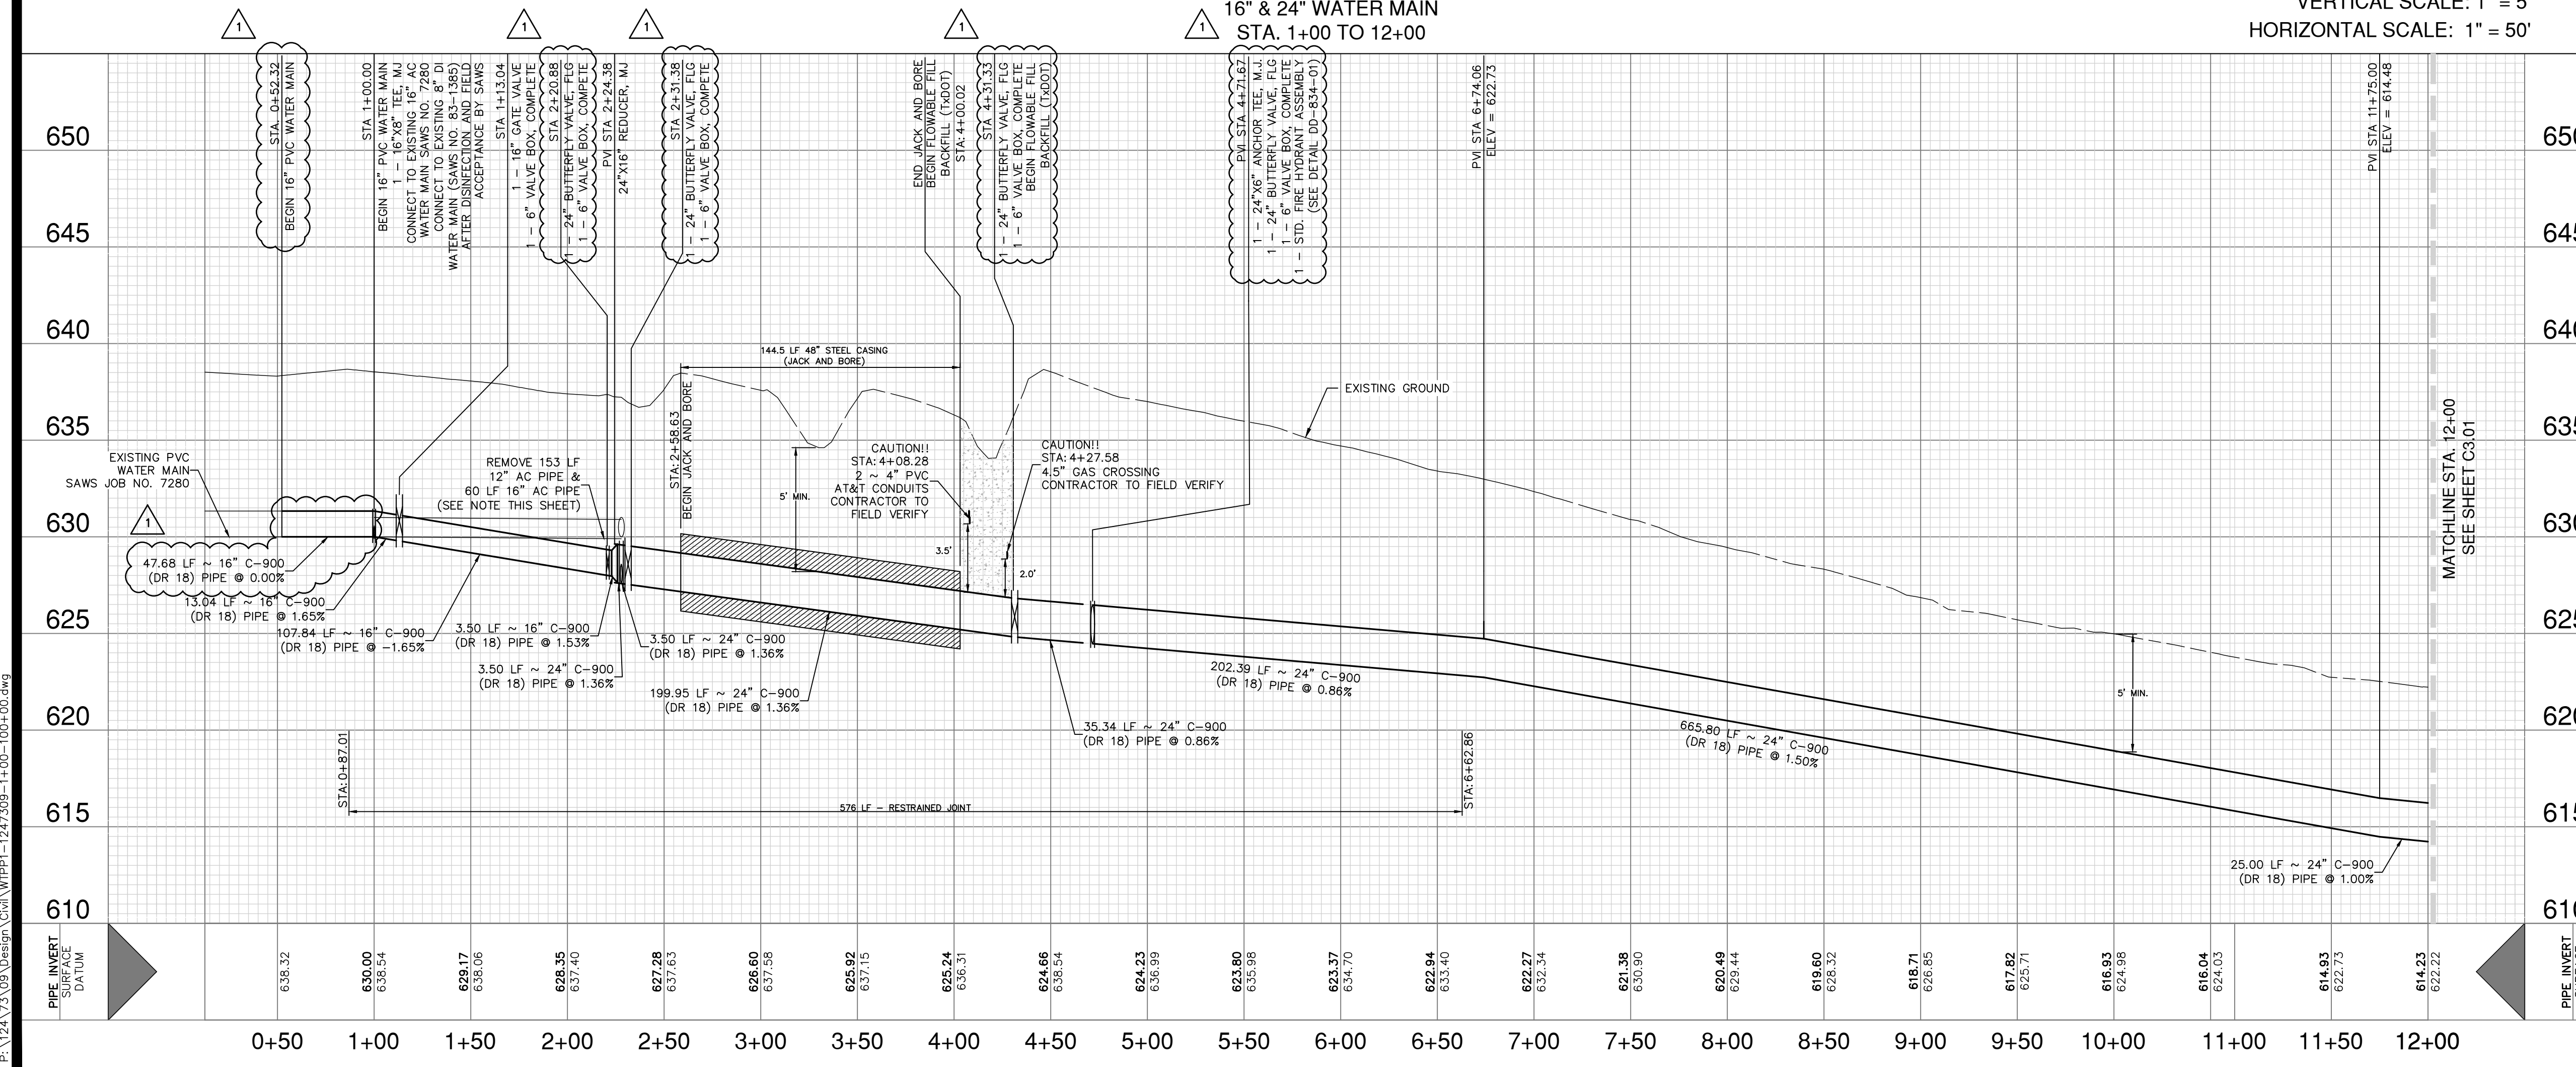 16" & 24" WATER MAIN
STA. 1+00 TO 12+00
VERTICAL SCALE: 1" = 5'
HORIZONTAL SCALE: 1" = 50'
1
1
1
1
1
STA. 0+52.32
BEGIN 16" PVC WATER MAIN
STA 1+00.00
BEGIN 16" PVC WATER MAIN
1 – 16"X8" TEE, MJ
CONNECT TO EXISTING 16" AC
WATER MAIN SAWS NO. 7280
CONNECT TO EXISTING 8" DI
WATER MAIN (SAWS NO. 83-1385)
AFTER DISINFECTION AND FIELD
ACCEPTANCE BY SAWS
STA 1+13.04
1 – 16" GATE VALVE
1 – 6" VALVE BOX, COMPLETE
STA 2+20.88
1 – 24" BUTTERFLY VALVE, FLG
1 – 6" VALVE BOX, COMPETE
PVI STA 2+24.38
24"X16" REDUCER, MJ
STA 2+31.38
1 – 24" BUTTERFLY VALVE, FLG
1 – 6" VALVE BOX, COMPETE
END JACK AND BORE
BEGIN FLOWABLE FILL
BACKFILL (TxDOT)
STA: 4+00.02
STA 4+31.33
1 – 24" BUTTERFLY VALVE, FLG
1 – 6" VALVE BOX, COMPLETE
BEGIN FLOWABLE FILL
BACKFILL (TxDOT)
PVI STA 4+71.67
1 – 24"X6" ANCHOR TEE, M.J.
1 – 24" BUTTERFLY VALVE, FLG
1 – 6" VALVE BOX, COMPLETE
1 – STD. FIRE HYDRANT ASSEMBLY
(SEE DETAIL DD-834-01)
PVI STA 6+74.06
ELEV = 622.73
PVI STA 11+75.00
ELEV = 614.48
650
645
640
635
630
625
620
615
610
144.5 LF 48" STEEL CASING
(JACK AND BORE)
EXISTING GROUND
STA: 2+58.63
BEGIN JACK AND BORE
5' MIN.
CAUTION!!
STA: 4+08.28
2 ~ 4" PVC
AT&T CONDUITS
CONTRACTOR TO
FIELD VERIFY
3.5'
CAUTION!!
STA: 4+27.58
4.5" GAS CROSSING
CONTRACTOR TO FIELD VERIFY
2.0'
EXISTING PVC
WATER MAIN
SAWS JOB NO. 7280
1
REMOVE 153 LF
12" AC PIPE &
60 LF 16" AC PIPE
(SEE NOTE THIS SHEET)
47.68 LF ~ 16" C-900
(DR 18) PIPE @ 0.00%
13.04 LF ~ 16" C-900
(DR 18) PIPE @ 1.65%
107.84 LF ~ 16" C-900
(DR 18) PIPE @ -1.65%
3.50 LF ~ 16" C-900
(DR 18) PIPE @ 1.53%
3.50 LF ~ 24" C-900
(DR 18) PIPE @ 1.36%
3.50 LF ~ 24" C-900
(DR 18) PIPE @ 1.36%
199.95 LF ~ 24" C-900
(DR 18) PIPE @ 1.36%
35.34 LF ~ 24" C-900
(DR 18) PIPE @ 0.86%
202.39 LF ~ 24" C-900
(DR 18) PIPE @ 0.86%
665.80 LF ~ 24" C-900
(DR 18) PIPE @ 1.50%
5' MIN.
25.00 LF ~ 24" C-900
(DR 18) PIPE @ 1.00%
STA: 0+87.01
576 LF – RESTRAINED JOINT
STA: 6+62.86
MATCHLINE STA. 12+00
SEE SHEET C3.01
PIPE INVERT
SURFACE
DATUM
638.32
630.00
638.54
629.17
638.06
628.35
637.40
627.28
637.63
626.60
637.58
625.92
637.15
625.24
636.31
624.66
638.54
624.23
636.99
623.80
635.98
623.37
634.70
622.94
633.40
622.27
632.34
621.38
630.90
620.49
629.44
619.60
628.32
618.71
626.85
617.82
625.71
616.93
624.98
616.04
624.03
614.93
622.73
614.23
622.22
PIPE INVERT
0+50 1+00 1+50 2+00 2+50 3+00 3+50 4+00 4+50 5+00 5+50 6+00 6+50 7+00 7+50 8+00 8+50 9+00 9+50 10+00 11+00 11+50 12+00
P:\124\73\09\Design\Civil\WTPP1-1247309-1+00-100+00.dwg